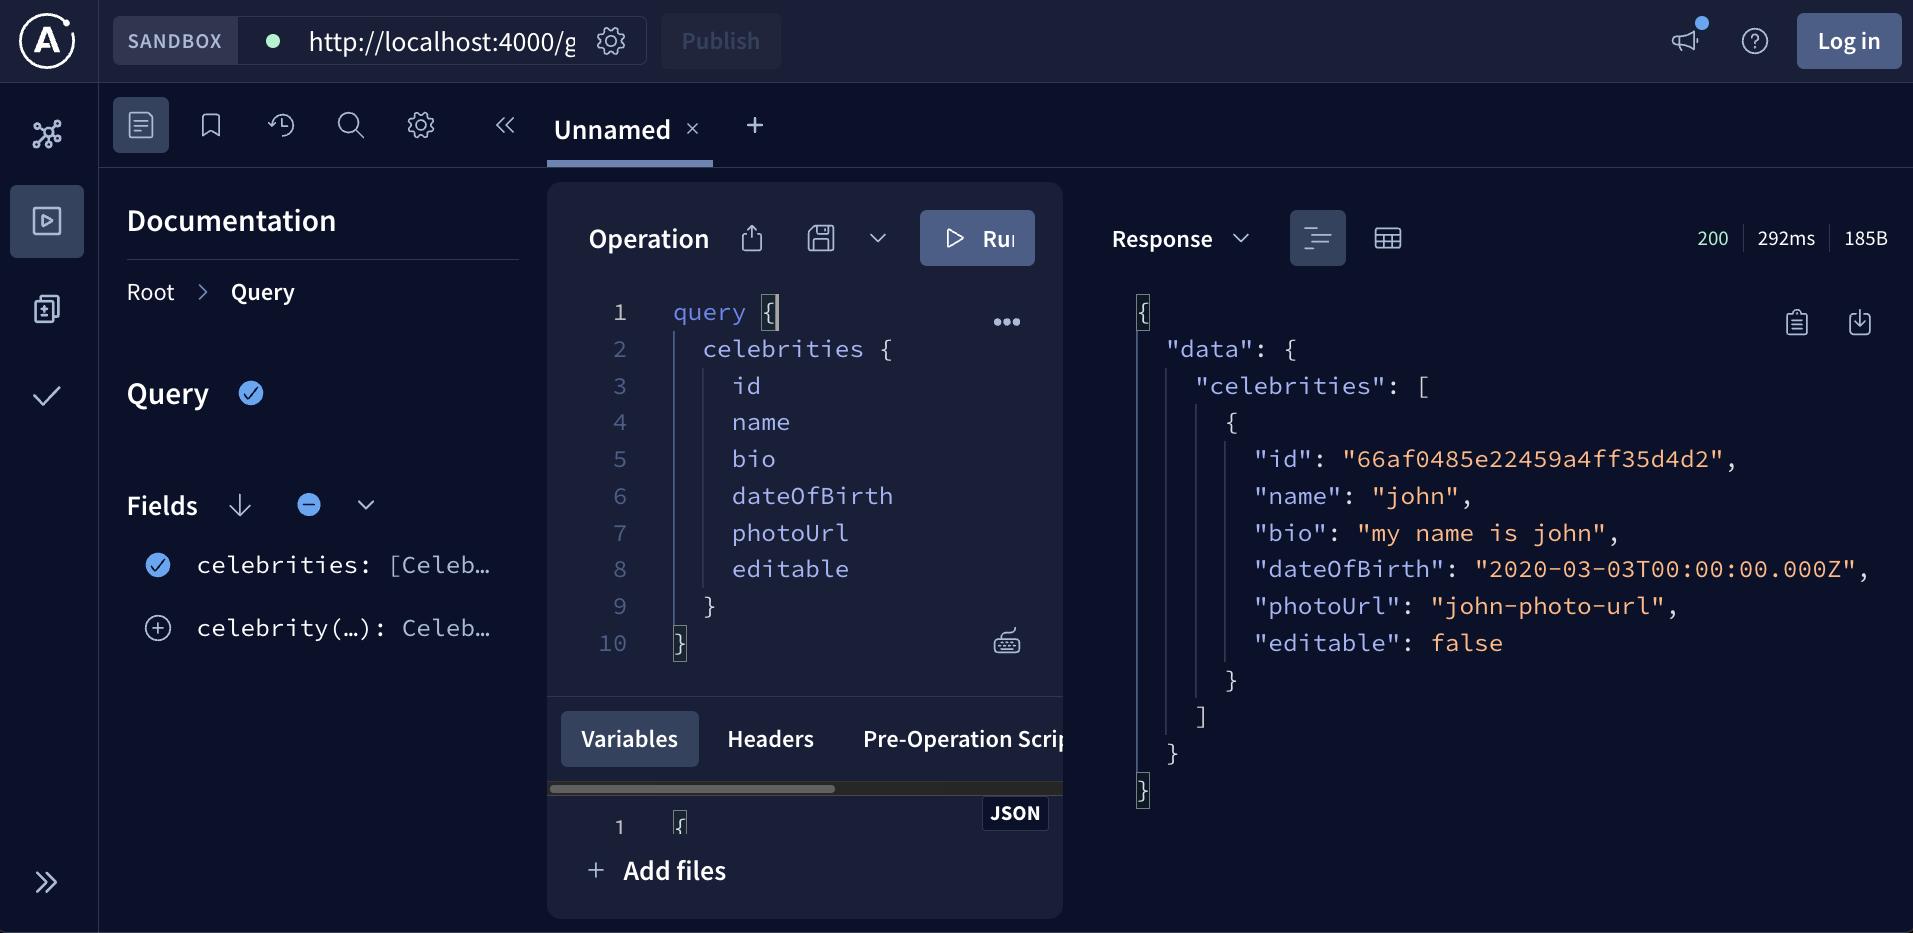 SANDBOX
http://localhost:4000/g
Publish
Log in
Unnamed
Documentation
Root > Query
Query
Fields
celebrities: [Celeb…
celebrity(…): Celeb…
Operation
Ru
1 query {
2 celebrities {
3 id
4 name
5 bio
6 dateOfBirth
7 photoUrl
8 editable
9 }
10 }
Variables Headers Pre-Operation Scrip
JSON
1 {
+ Add files
Response
200 292ms 185B
{
"data": {
"celebrities": [
{
"id": "66af0485e22459a4ff35d4d2",
"name": "john",
"bio": "my name is john",
"dateOfBirth": "2020-03-03T00:00:00.000Z",
"photoUrl": "john-photo-url",
"editable": false
}
]
}
}